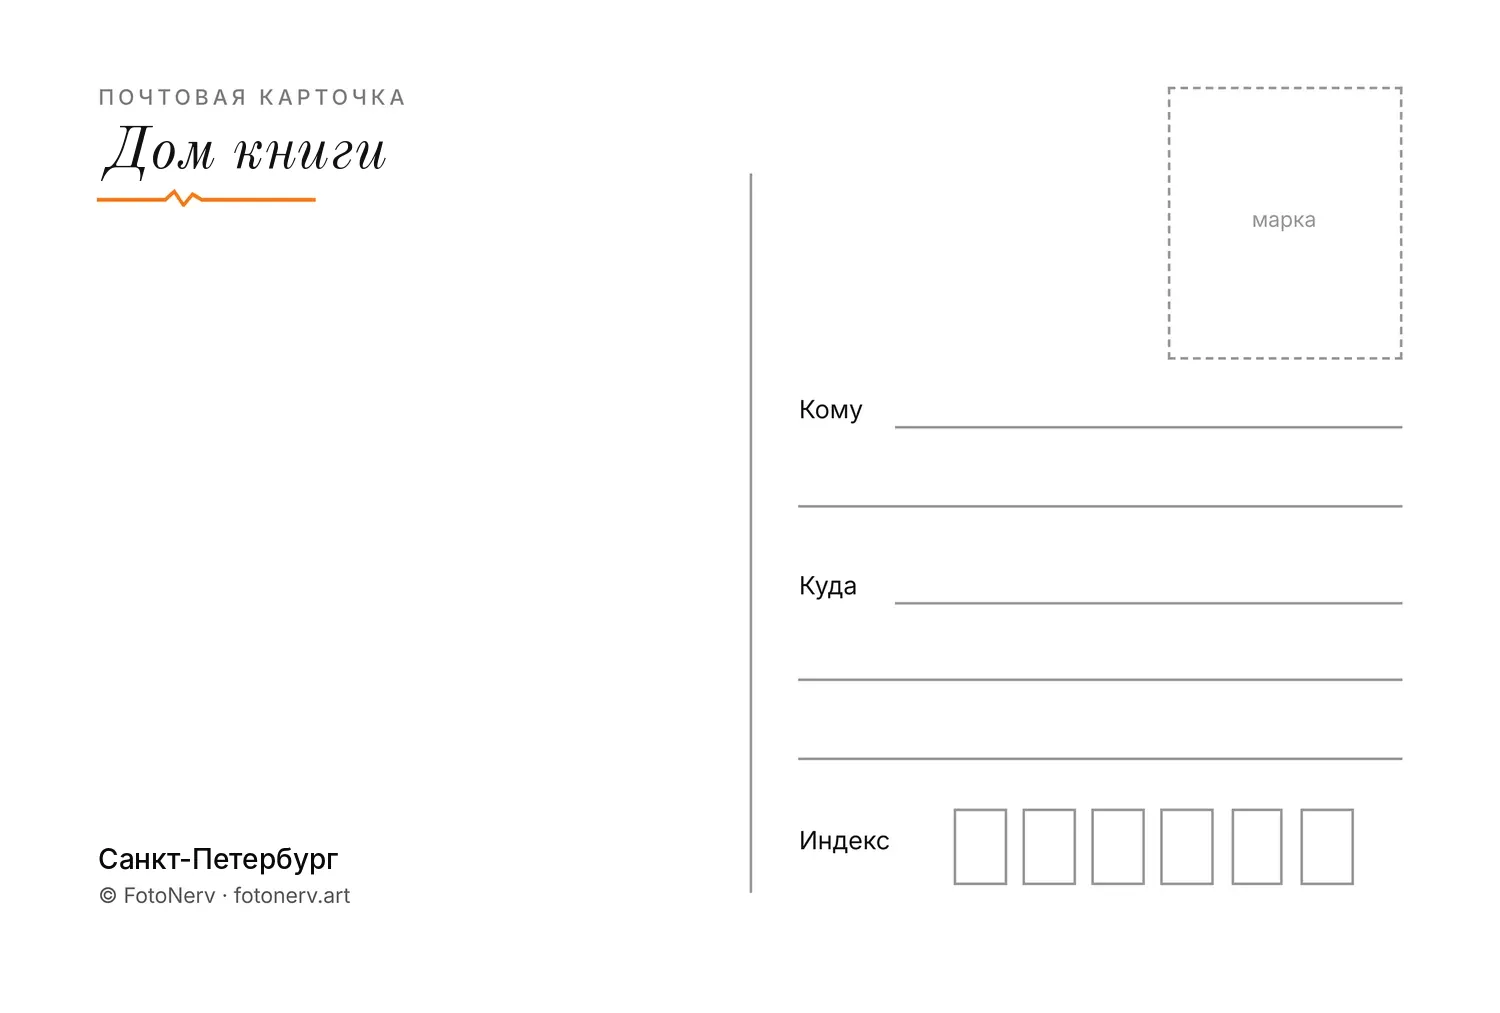 ПОЧТОВАЯ КАРТОЧКА
Дом книги
марка
Кому
Куда
Индекс
Санкт-Петербург
© FotoNerv · fotonerv.art